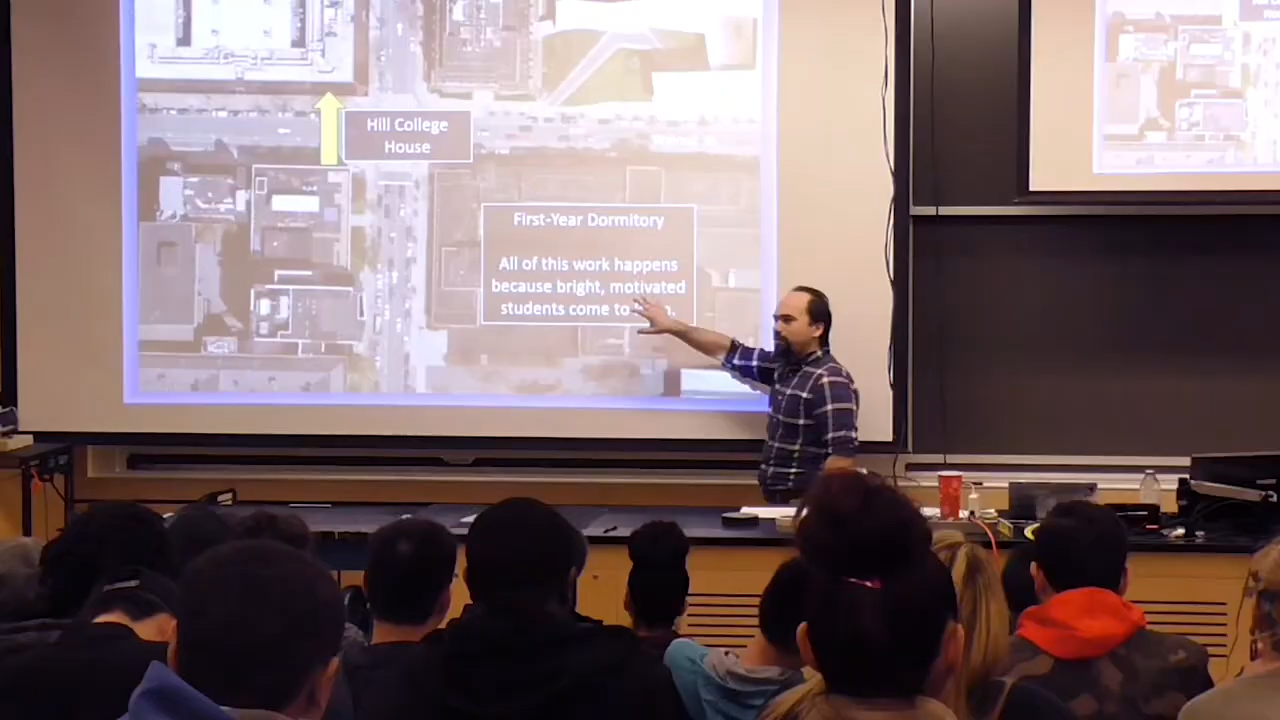 Hill College
House
First-Year Dormitory
All of this work happens
because bright, motivated
students come to